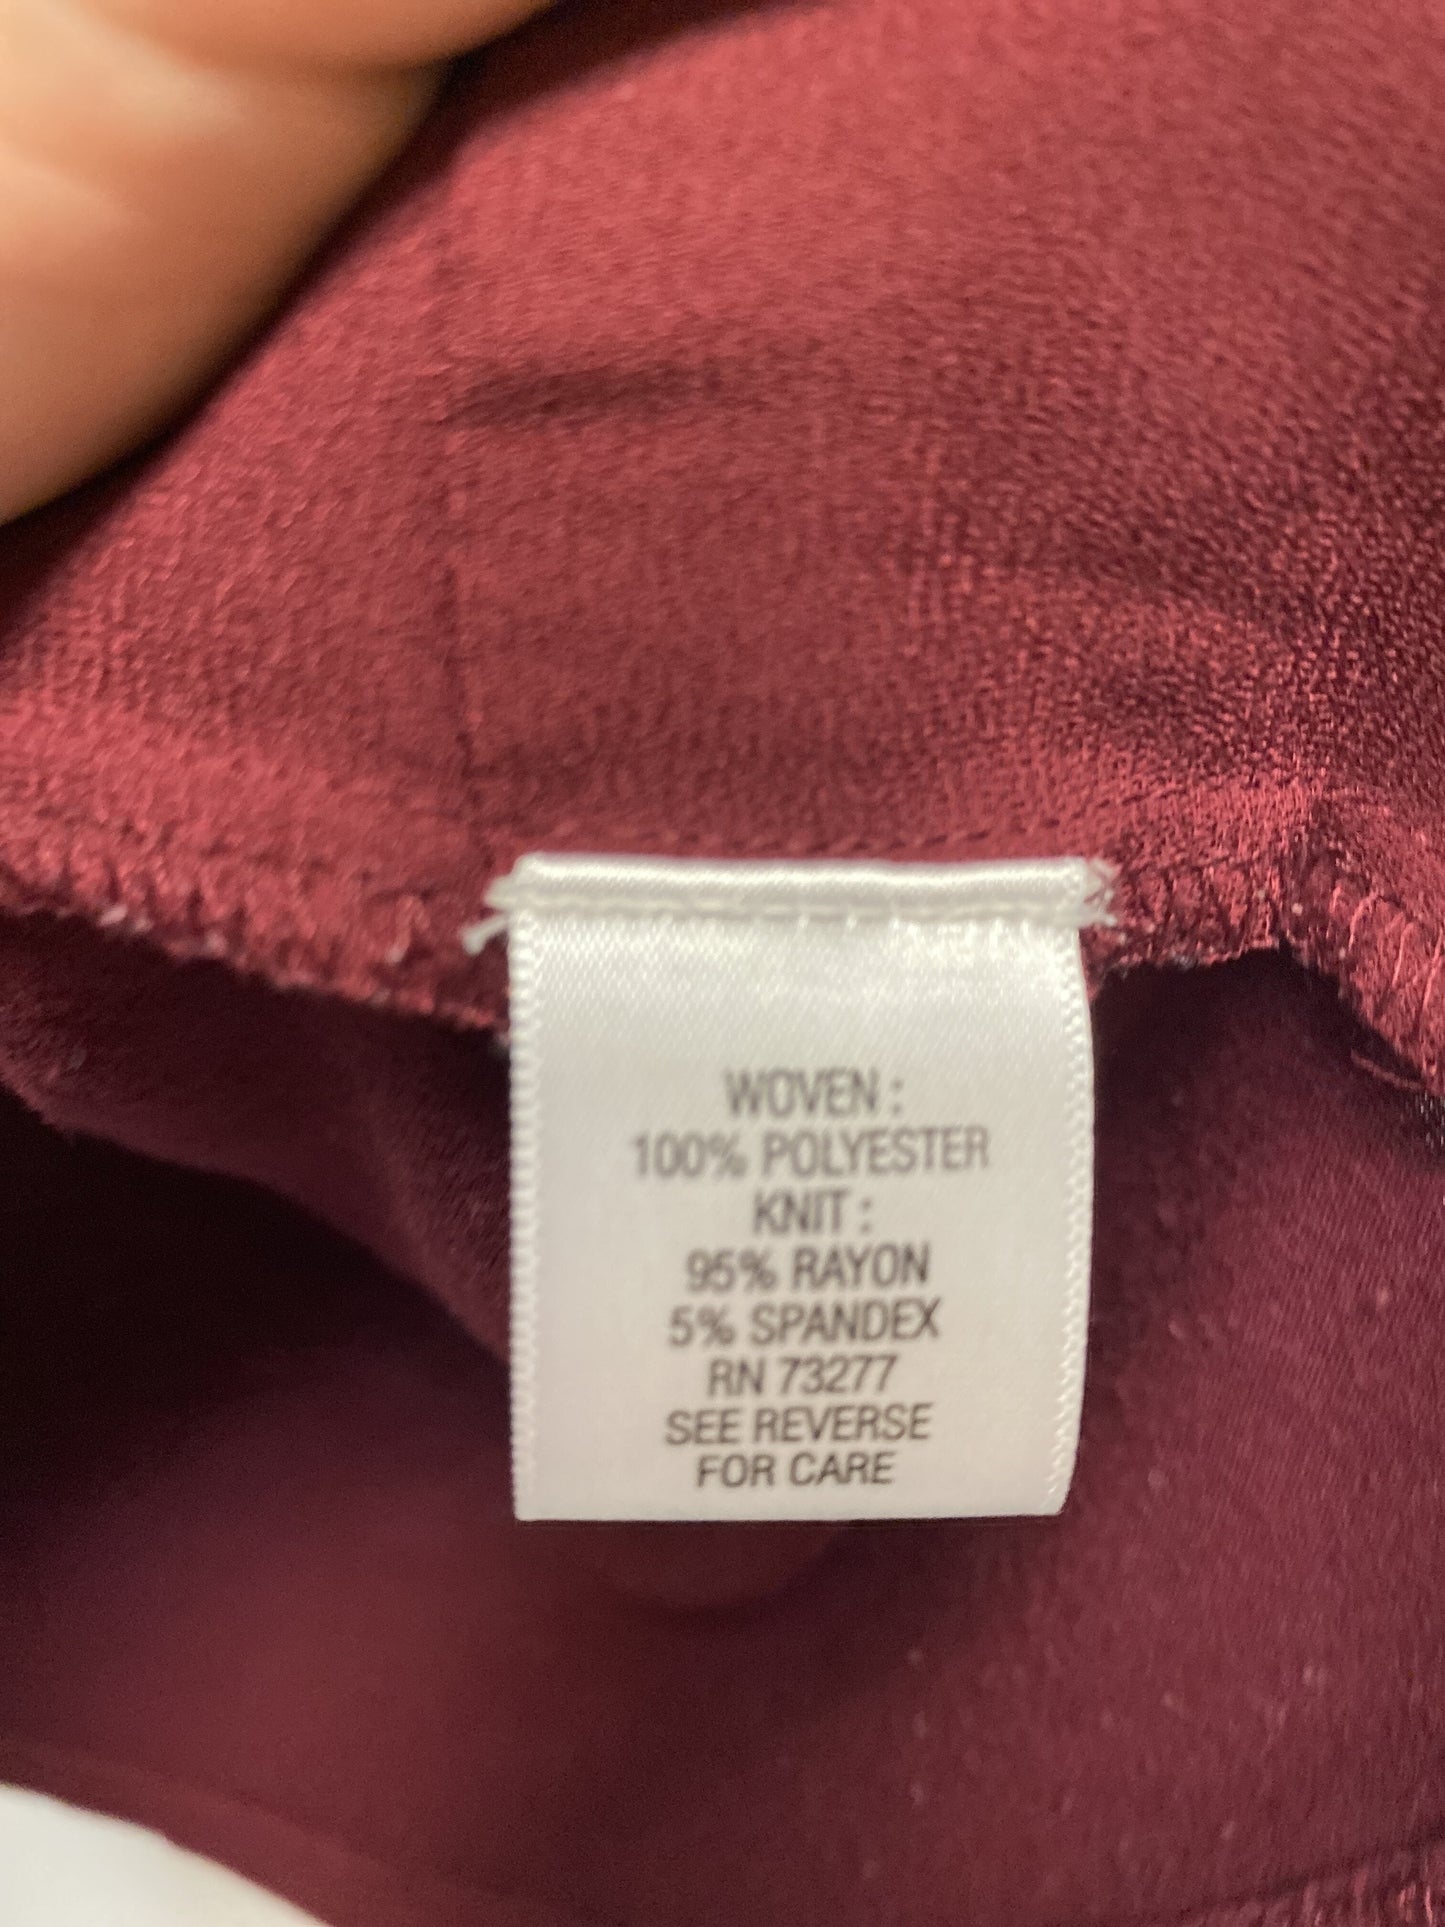 WOVEN :
100% POLYESTER
KNIT :
95% RAYON
5% SPANDEX
RN 73277
SEE REVERSE
FOR CARE